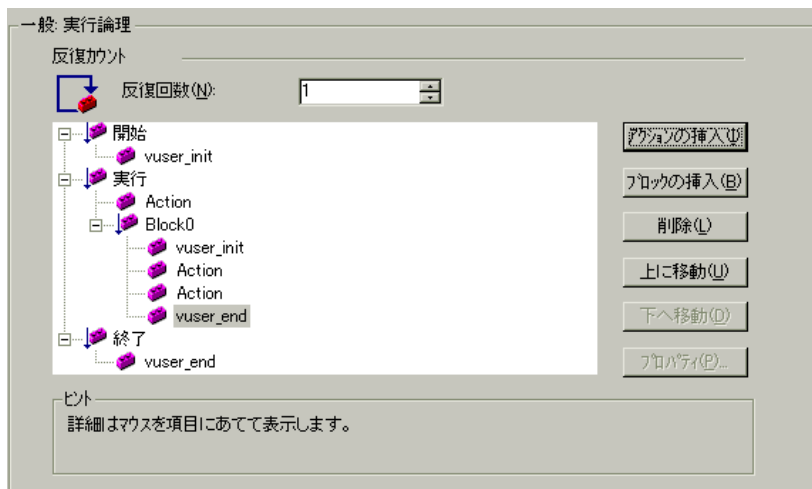 一般: 実行論理
反復カウント
反復回数(N):
1
開始
vuser_init
実行
Action
Block0
vuser_init
Action
Action
vuser_end
終了
vuser_end
アクションの挿入(I)
ブロックの挿入(B)
削除(L)
上に移動(U)
下へ移動(D)
プロパティ(P)...
ヒント
詳細はマウスを項目にあてて表示します。